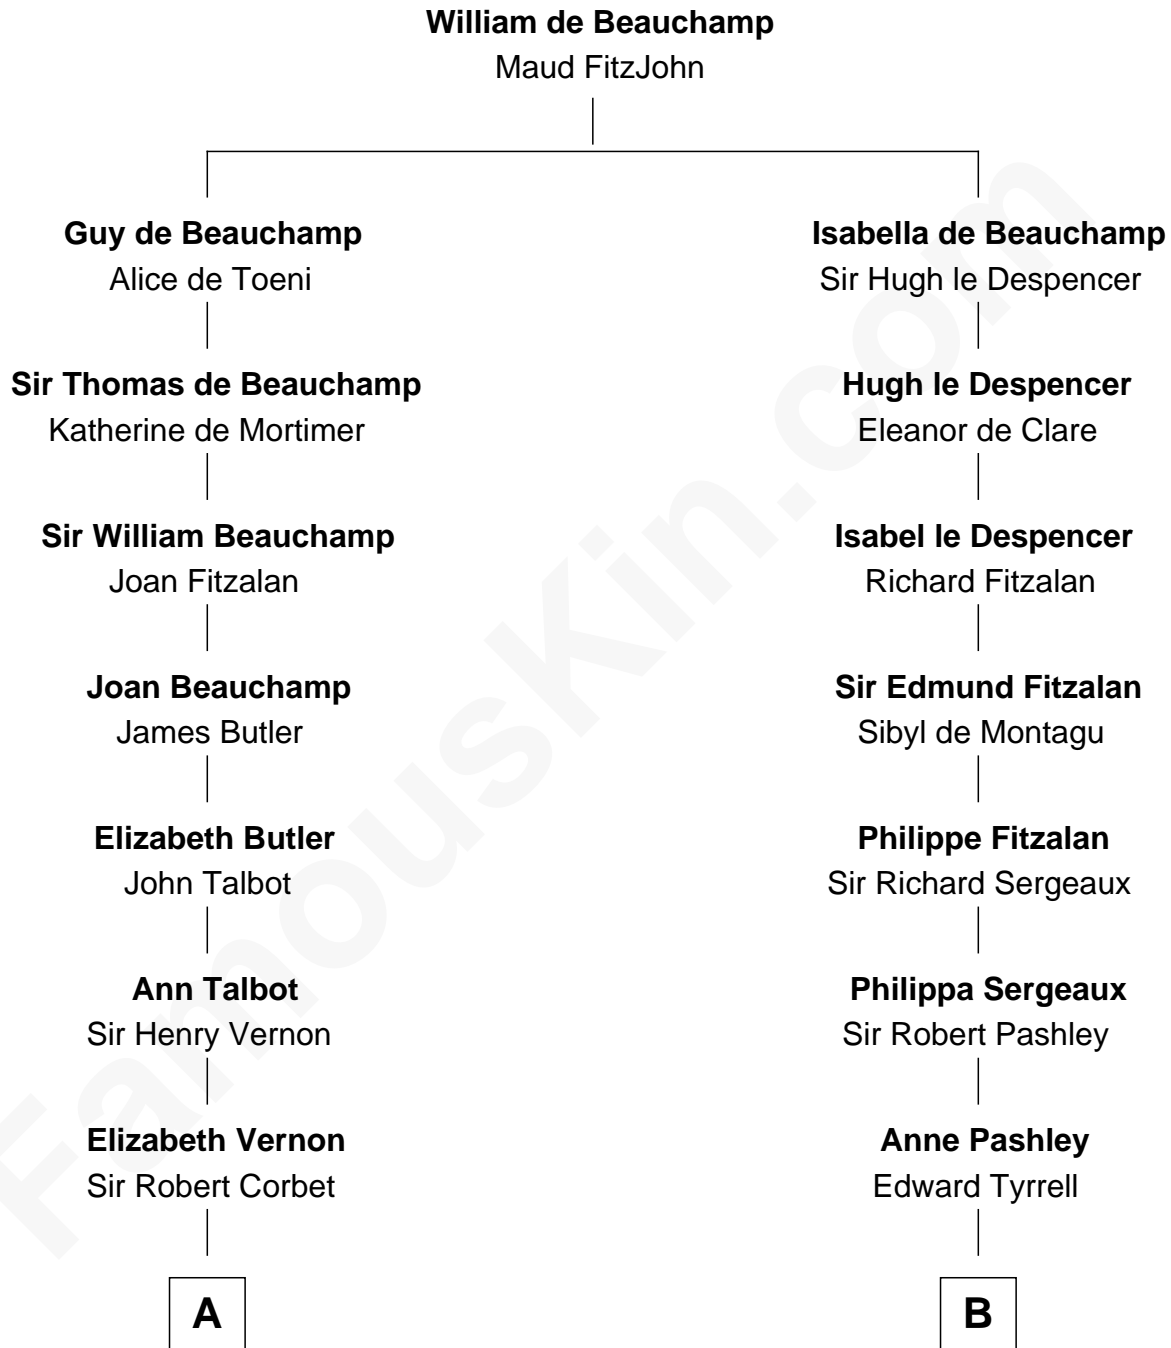 William de Beauchamp
Maud FitzJohn
Guy de Beauchamp
Alice de Toeni
Isabella de Beauchamp
Sir Hugh le Despencer
Sir Thomas de Beauchamp
Katherine de Mortimer
Hugh le Despencer
Eleanor de Clare
Sir William Beauchamp
Joan Fitzalan
Isabel le Despencer
Richard Fitzalan
Joan Beauchamp
James Butler
Sir Edmund Fitzalan
Sibyl de Montagu
Elizabeth Butler
John Talbot
Philippe Fitzalan
Sir Richard Sergeaux
Ann Talbot
Sir Henry Vernon
Philippa Sergeaux
Sir Robert Pashley
Elizabeth Vernon
Sir Robert Corbet
Anne Pashley
Edward Tyrrell
A
B
FamousKin.com